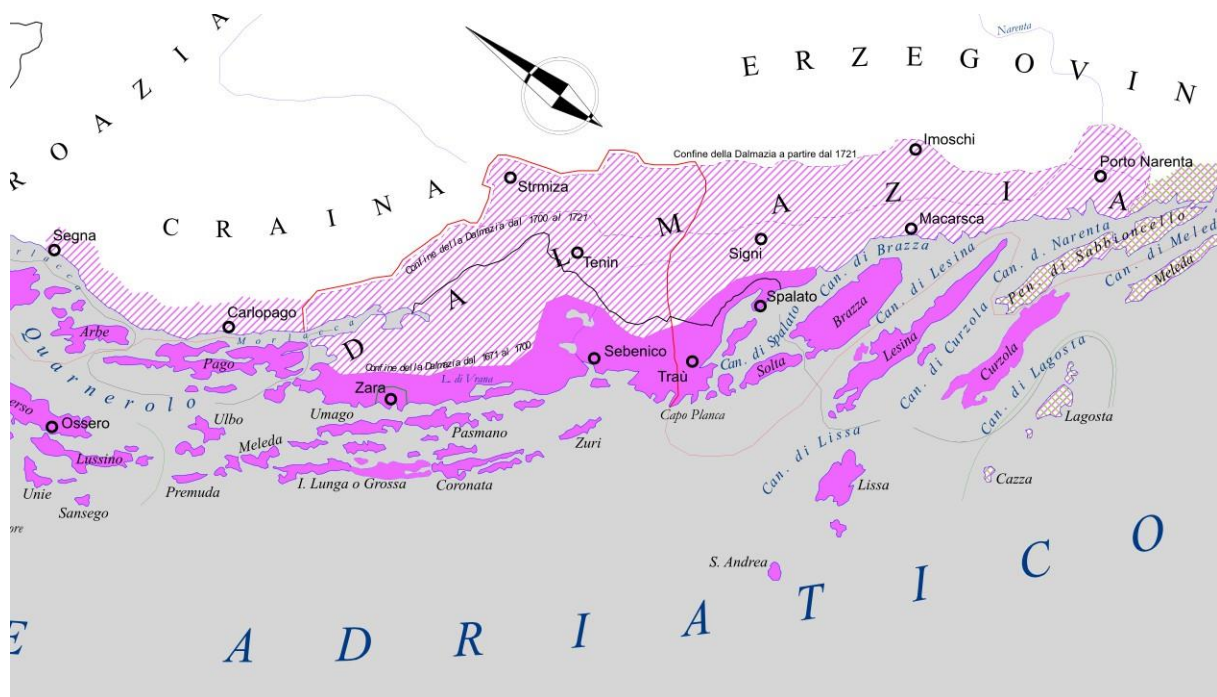 Narenta
ERZEGOVIN
ROAZIA
CRAINA
Imoschi
Confine della Dalmazia a partire dal 1721
Porto Narenta
Strmiza
DALMAZIA
Confine della Dalmazia dal 1700 al 1721
Macarsca
Segna
Signi
Tenin
Can. di Brazza
Can. di Lesina
Can. d. Narenta
Pen. di Sabbioncello
Can. di Meled
Meleda
Carlopago
Morlacca
Spalato
Brazza
Arbe
Quarnerolo
Pago
Confine della Dalmazia dal 1671 al 1700
Sebenico
Can. di Spalato
Solta
Lesina
Can. di Curzola
Curzola
Traù
L. di Vrana
Zara
Capo Planca
Can. di Lagosta
Lagosta
erso
Ossero
Ulbo
Umago
Pasmano
Zuri
Meleda
Lussino
Can. di Lissa
Unie
Premuda
I. Lunga o Grossa
Coronata
Lissa
Cazza
Sansego
ore
S. Andrea
E ADRIATICO